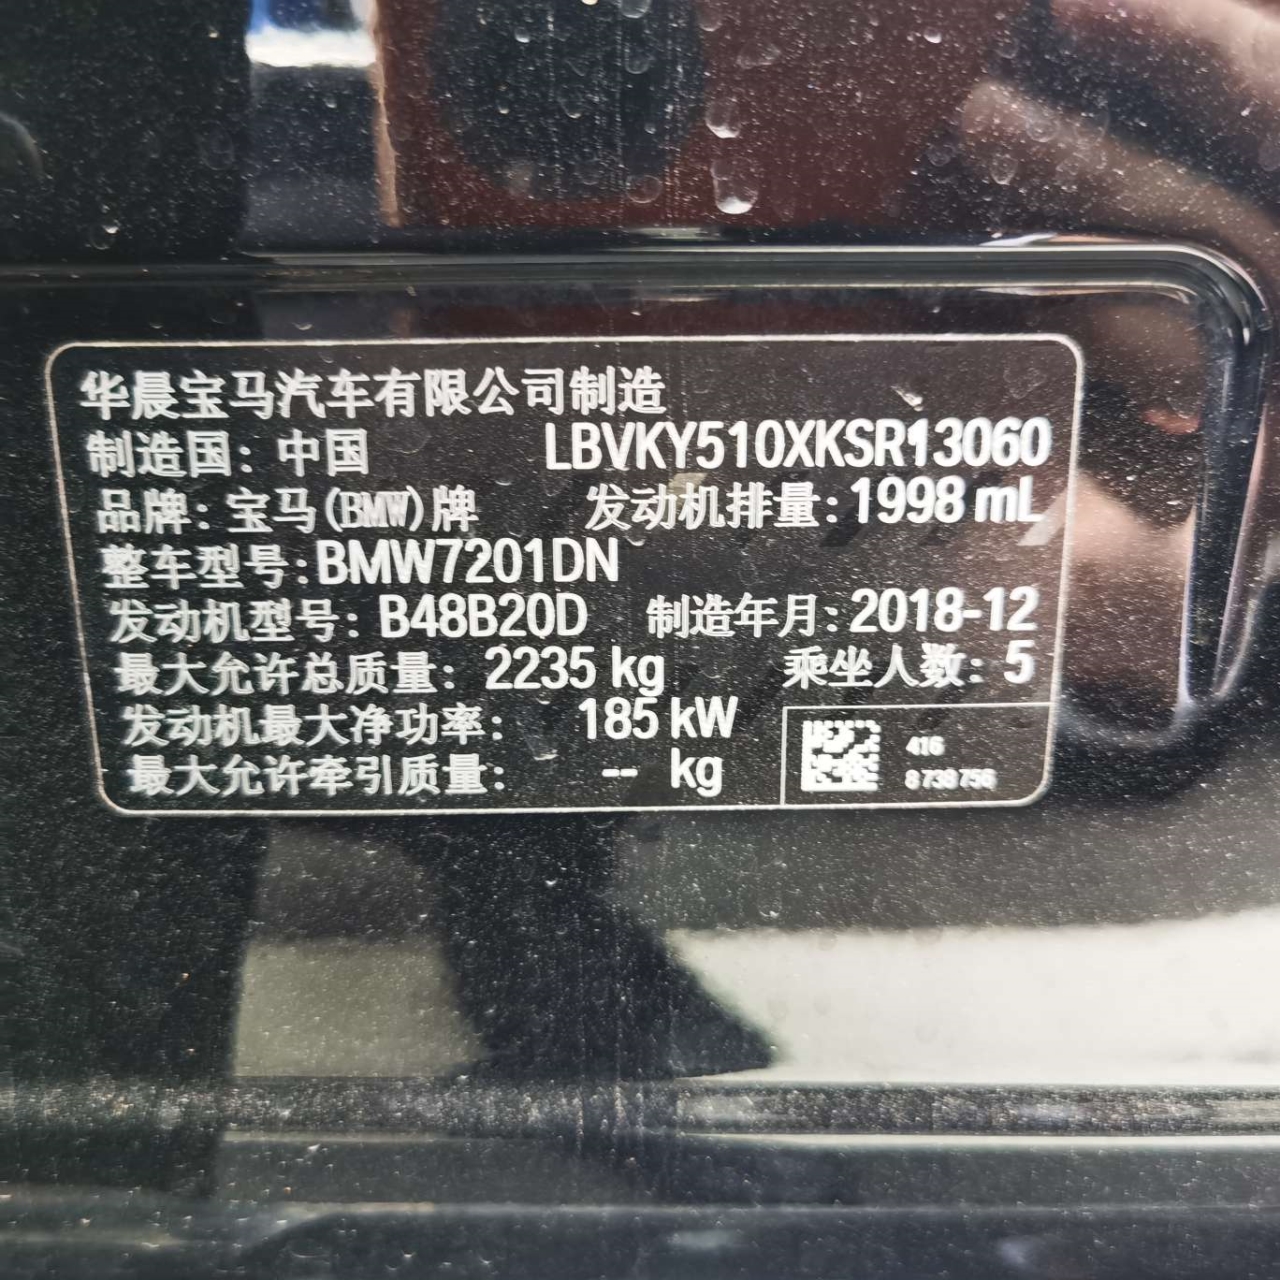 华晨宝马汽车有限公司制造
制造国：中国 LBVKY510XKSR13060
品牌：宝马(BMW)牌 发动机排量：1998 mL
整车型号：BMW7201DN
发动机型号：B48B20D 制造年月：2018-12
最大允许总质量：2235 kg 乘坐人数：5
发动机最大净功率：185 kW
最大允许牵引质量：-- kg
416
8738756